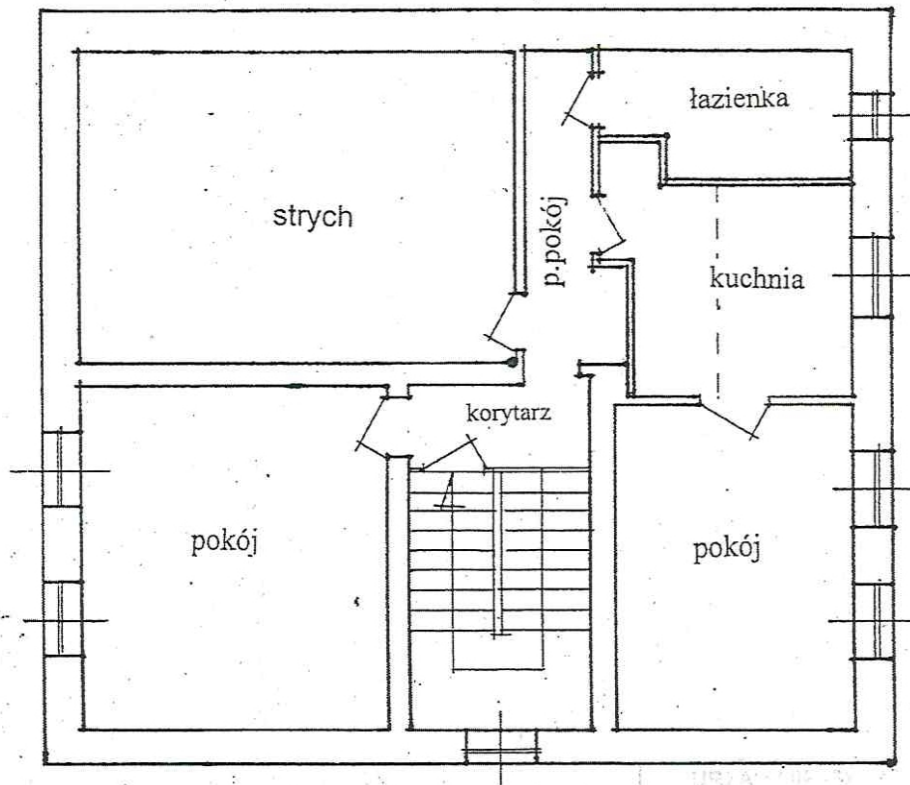 łazienka
strych
p.pokój
kuchnia
korytarz
pokój
pokój